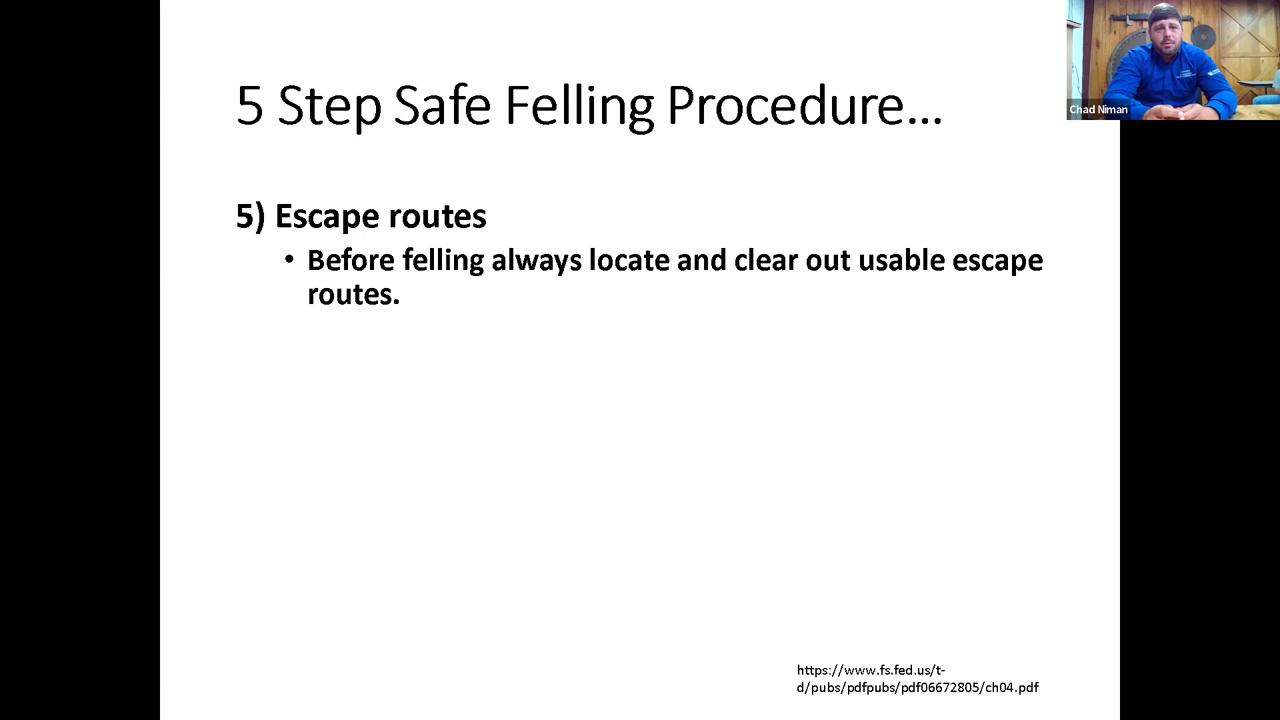 5 Step Safe Felling Procedure...
Chad Niman
5) Escape routes
• Before felling always locate and clear out usable escape
routes.
https://www.fs.fed.us/t-
d/pubs/pdfpubs/pdf06672805/ch04.pdf